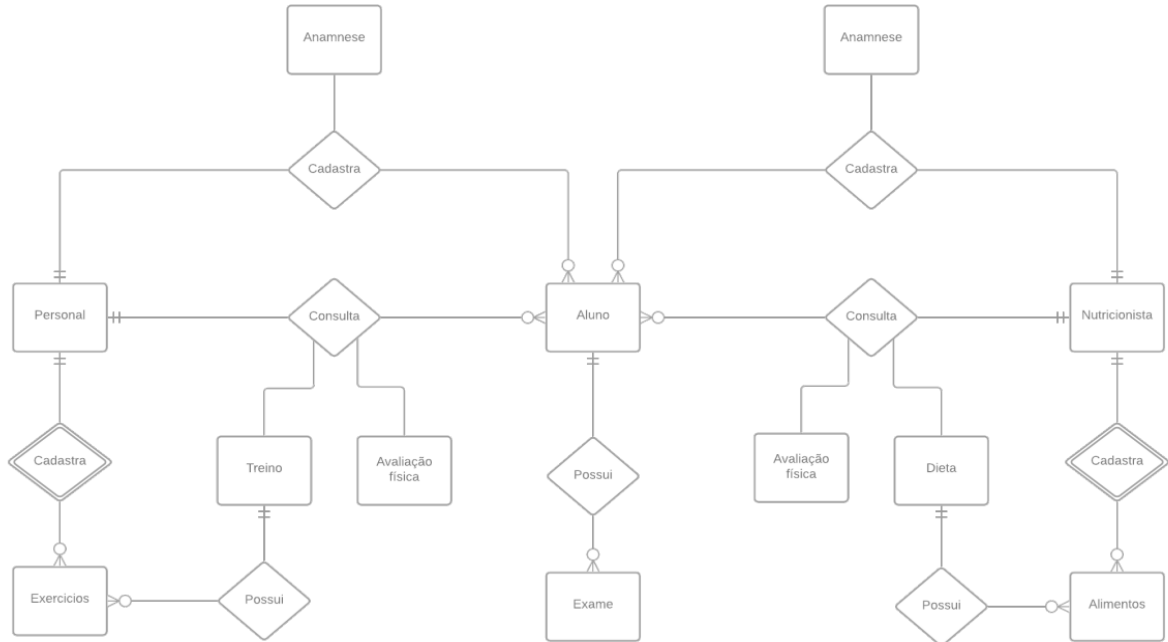 Anamnese
Anamnese
Cadastra
Cadastra
Personal
Consulta
Aluno
Consulta
Nutricionista
Cadastra
Treino
Avaliação
física
Possui
Avaliação
física
Dieta
Cadastra
Exercicios
Possui
Exame
Possui
Alimentos